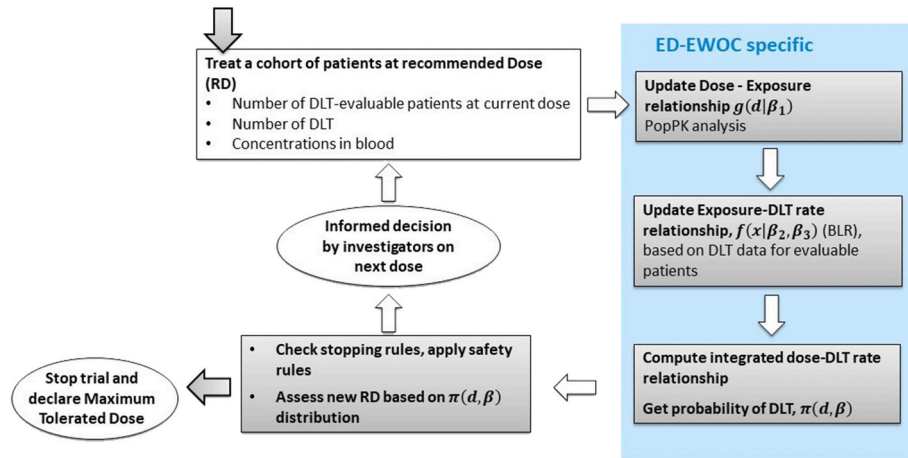 Treat a cohort of patients at recommended Dose
(RD)
• Number of DLT-evaluable patients at current dose
• Number of DLT
• Concentrations in blood
ED-EWOC specific
Update Dose - Exposure
relationship g(d|β₁)
PopPK analysis
Update Exposure-DLT rate
relationship, f(x|β₂,β₃) (BLR),
based on DLT data for evaluable
patients
Compute integrated dose-DLT rate
relationship
Get probability of DLT, π(d,β)
• Check stopping rules, apply safety
rules
• Assess new RD based on π(d,β)
distribution
Informed decision
by investigators on
next dose
Stop trial and
declare Maximum
Tolerated Dose